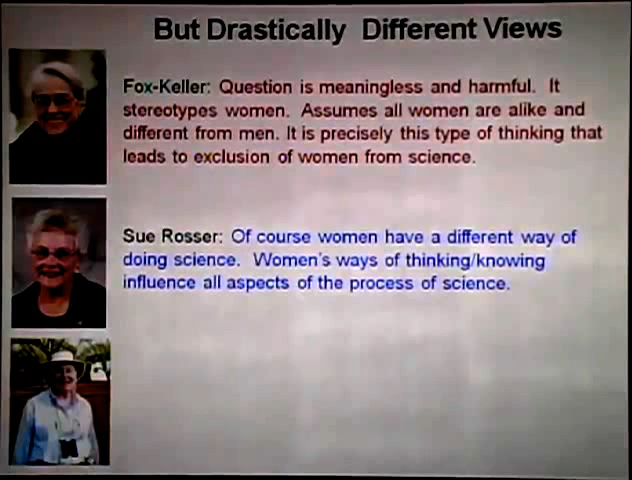 But Drastically Different Views
Fox-Keller: Question is meaningless and harmful. It
stereotypes women. Assumes all women are alike and
different from men. It is precisely this type of thinking that
leads to exclusion of women from science.
Sue Rosser: Of course women have a different way of
doing science. Women's ways of thinking/knowing
influence all aspects of the process of science.